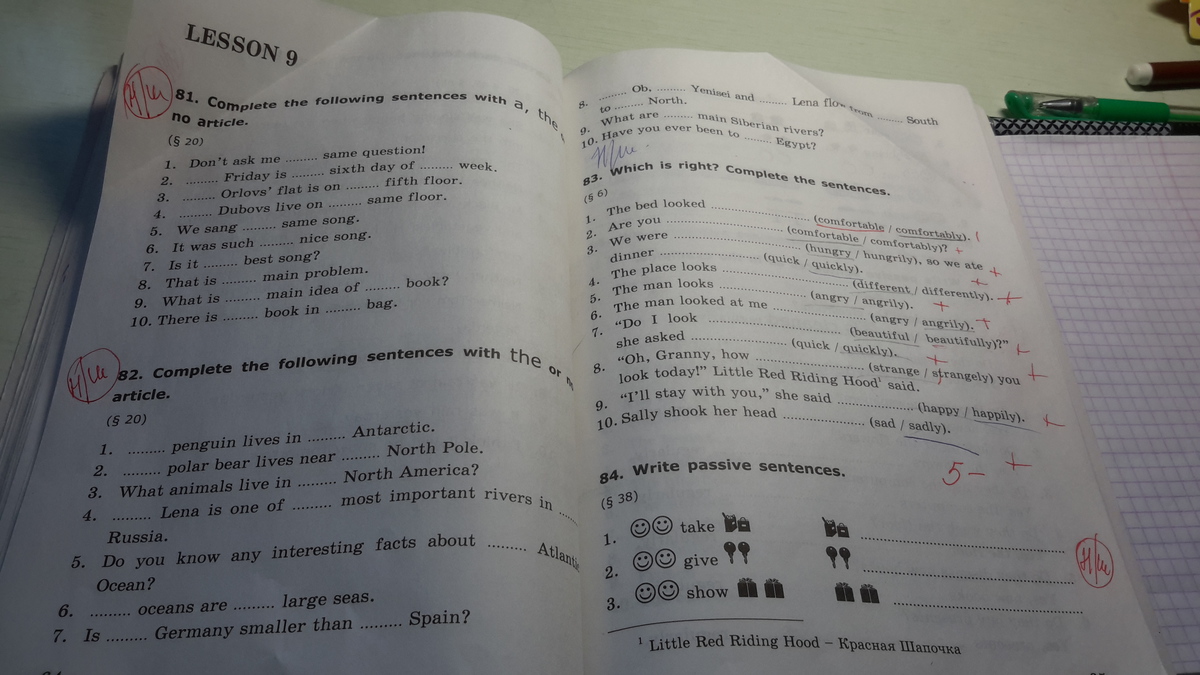 LESSON 9
H/w
81. Complete the following sentences with a, the
no article.
(§ 20)
1. Don't ask me ......... same question!
2. ......... Friday is ......... sixth day of ......... week.
3. ......... Orlovs' flat is on ......... fifth floor.
4. ......... Dubovs live on ......... same floor.
5. We sang ......... same song.
6. It was such ......... nice song.
7. Is it ......... best song?
8. That is ......... main problem.
9. What is ......... main idea of ......... book?
10. There is ......... book in ......... bag.
H/w
82. Complete the following sentences with the or
article.
(§ 20)
1. ......... penguin lives in ......... Antarctic.
2. ......... polar bear lives near ......... North Pole.
3. What animals live in ......... North America?
4. ......... Lena is one of ......... most important rivers in ......
Russia.
5. Do you know any interesting facts about ......... Atlantic
Ocean?
6. ......... oceans are ......... large seas.
7. Is ......... Germany smaller than ......... Spain?
8. ......... Ob, ......... Yenisei and ......... Lena flow from ......... South
to ......... North.
9. What are ......... main Siberian rivers?
10. Have you ever been to ......... Egypt?
H/w
83. Which is right? Complete the sentences.
(§ 6)
1. The bed looked ......................... (comfortable / comfortably).
2. Are you ......................... (comfortable / comfortably)? +
3. We were ......................... (hungry / hungrily), so we ate +
dinner ......................... (quick / quickly). +
4. The place looks ......................... (different / differently). +
5. The man looks ......................... (angry / angrily). +
6. The man looked at me ......................... (angry / angrily). +
7. "Do I look ......................... (beautiful / beautifully)?" +
she asked ......................... (quick / quickly). +
8. "Oh, Granny, how ......................... (strange / strangely) you +
look today!" Little Red Riding Hood¹ said.
9. "I'll stay with you," she said ......................... (happy / happily). +
10. Sally shook her head ......................... (sad / sadly). +
5-
84. Write passive sentences.
(§ 38)
1. take .........................
H/w
2. give .........................
3. show .........................
¹ Little Red Riding Hood – Красная Шапочка